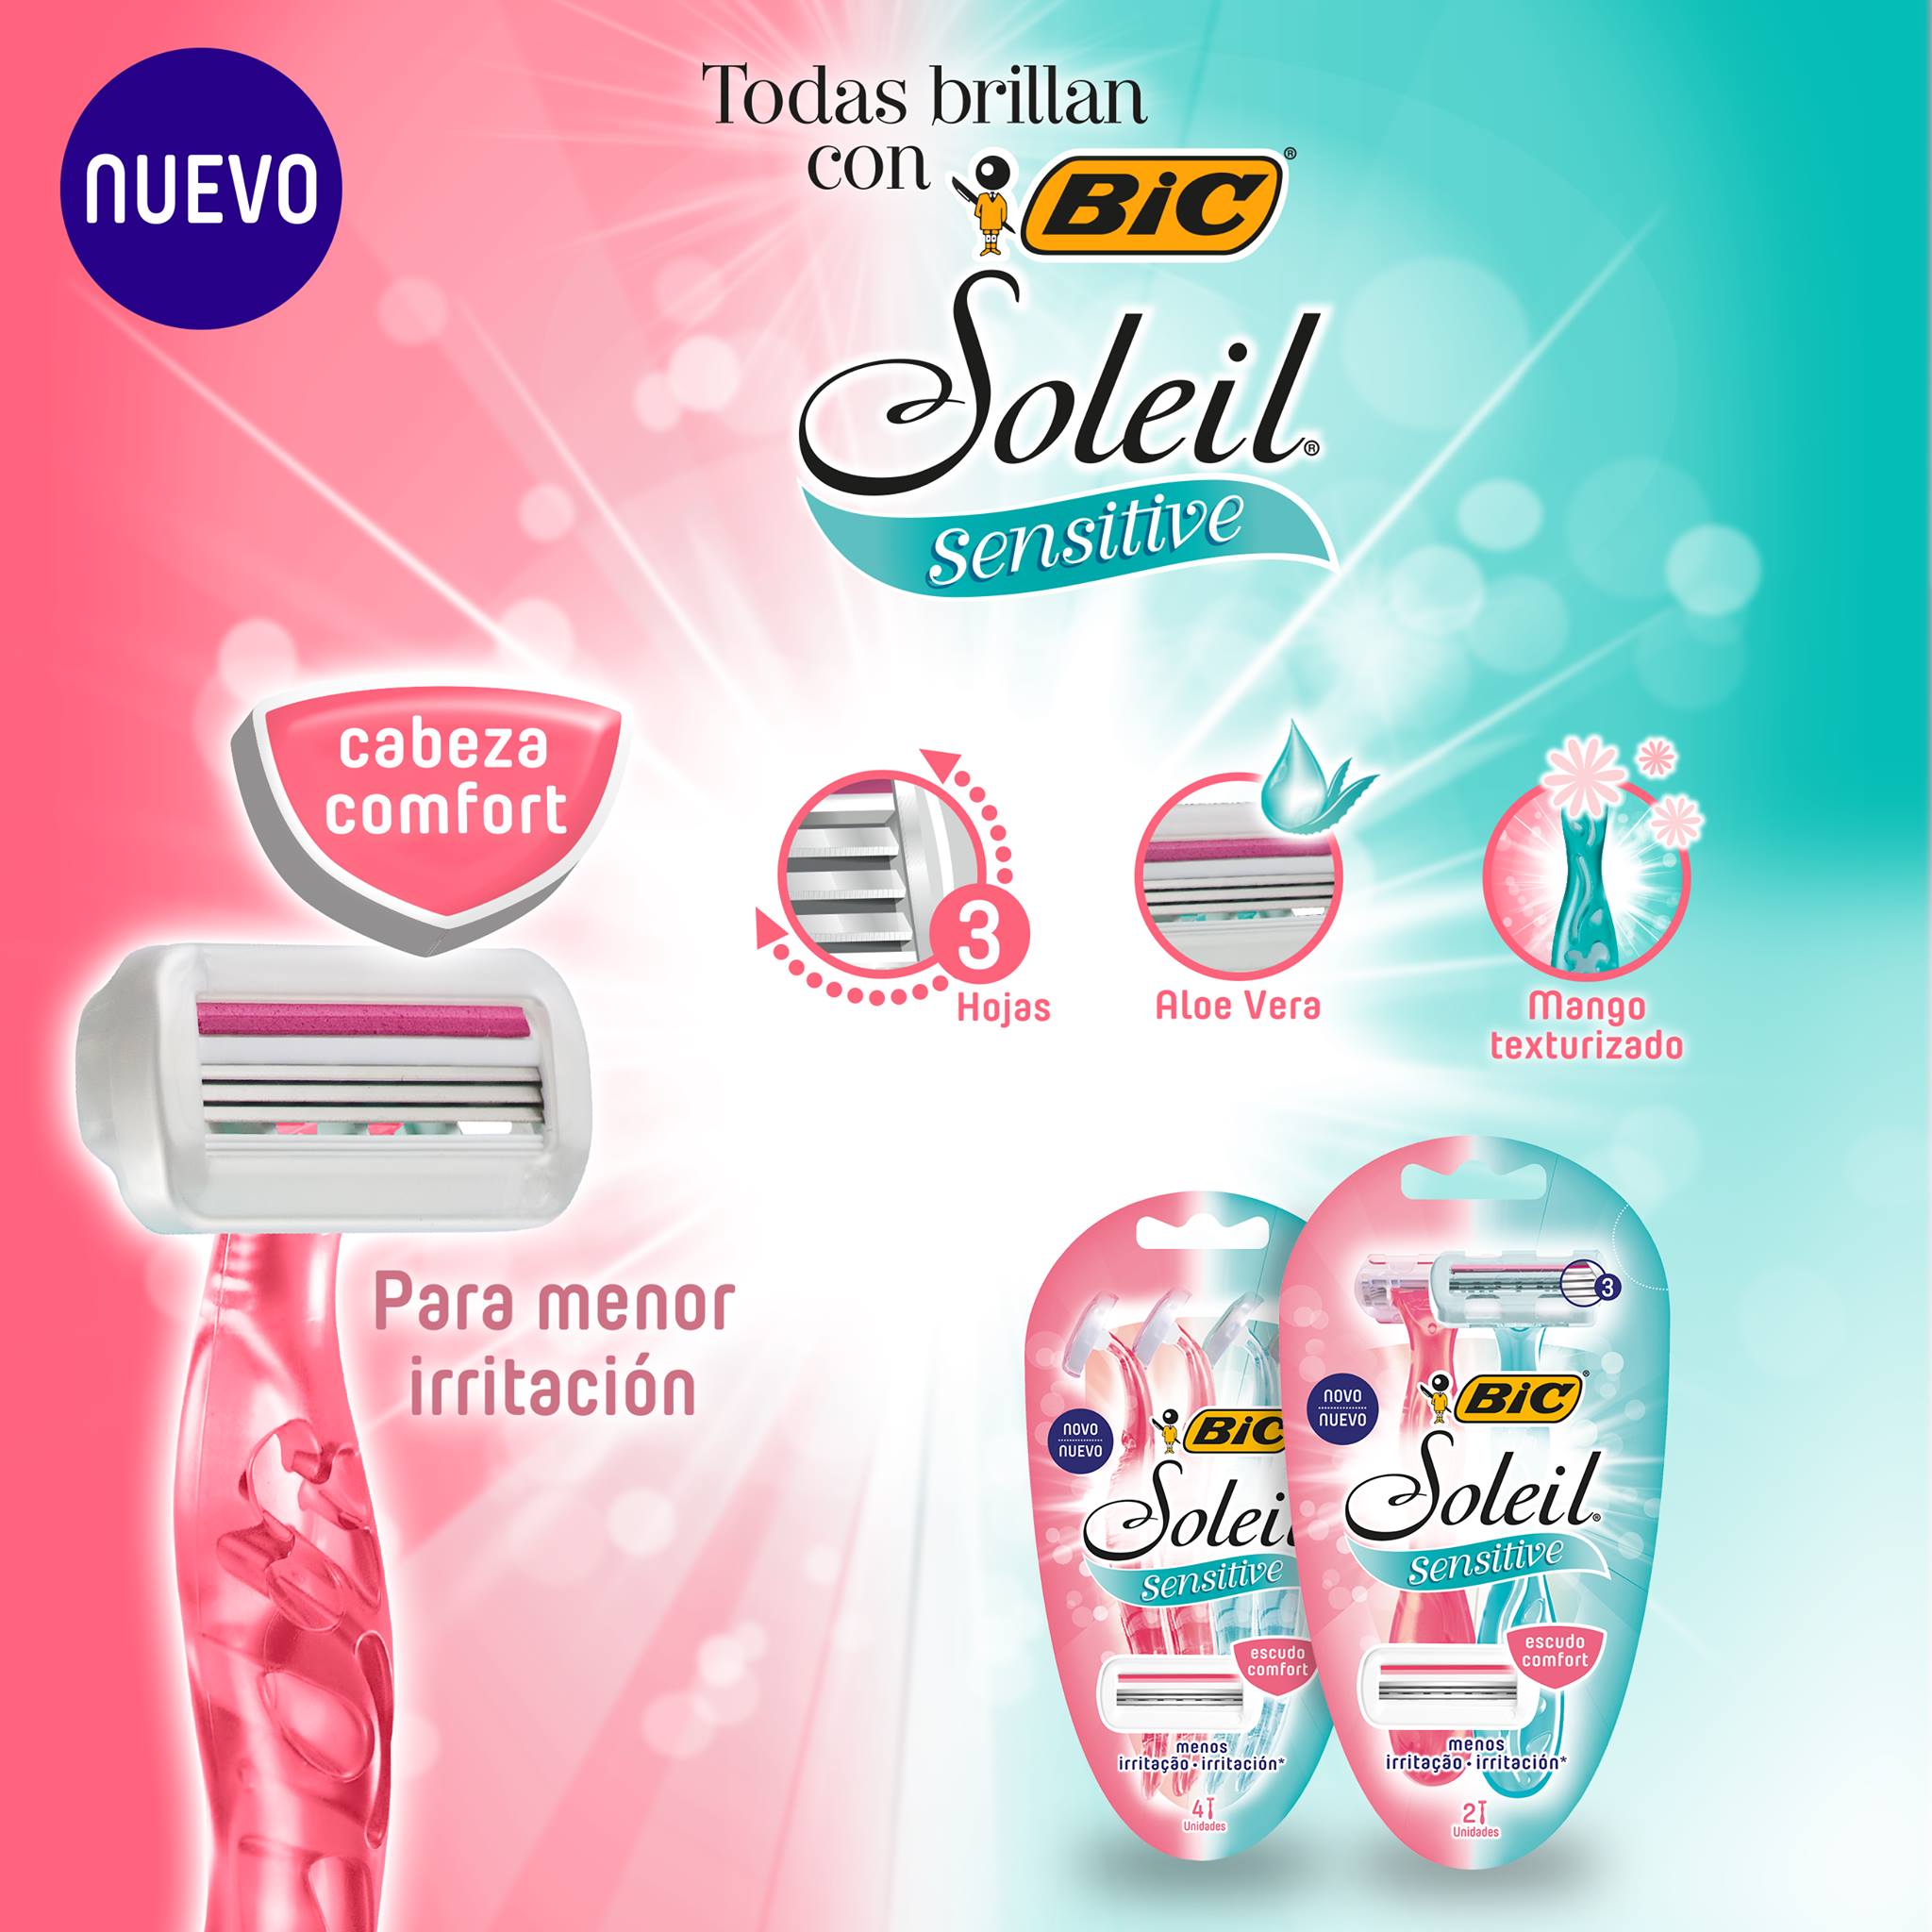 NUEVO
Todas brillan
con BiC®
Soleil®
sensitive
cabeza
comfort
3
Hojas
Aloe Vera
Mango
texturizado
Para menor
irritación
NOVO
NUEVO
BiC
Solei
sensitive
escudo
comfort
menos
irritação · irritación*
4
Unidades
3
NOVO
NUEVO
BiC®
Soleil®
sensitive
escudo
comfort
menos
irritação · irritación*
2
Unidades